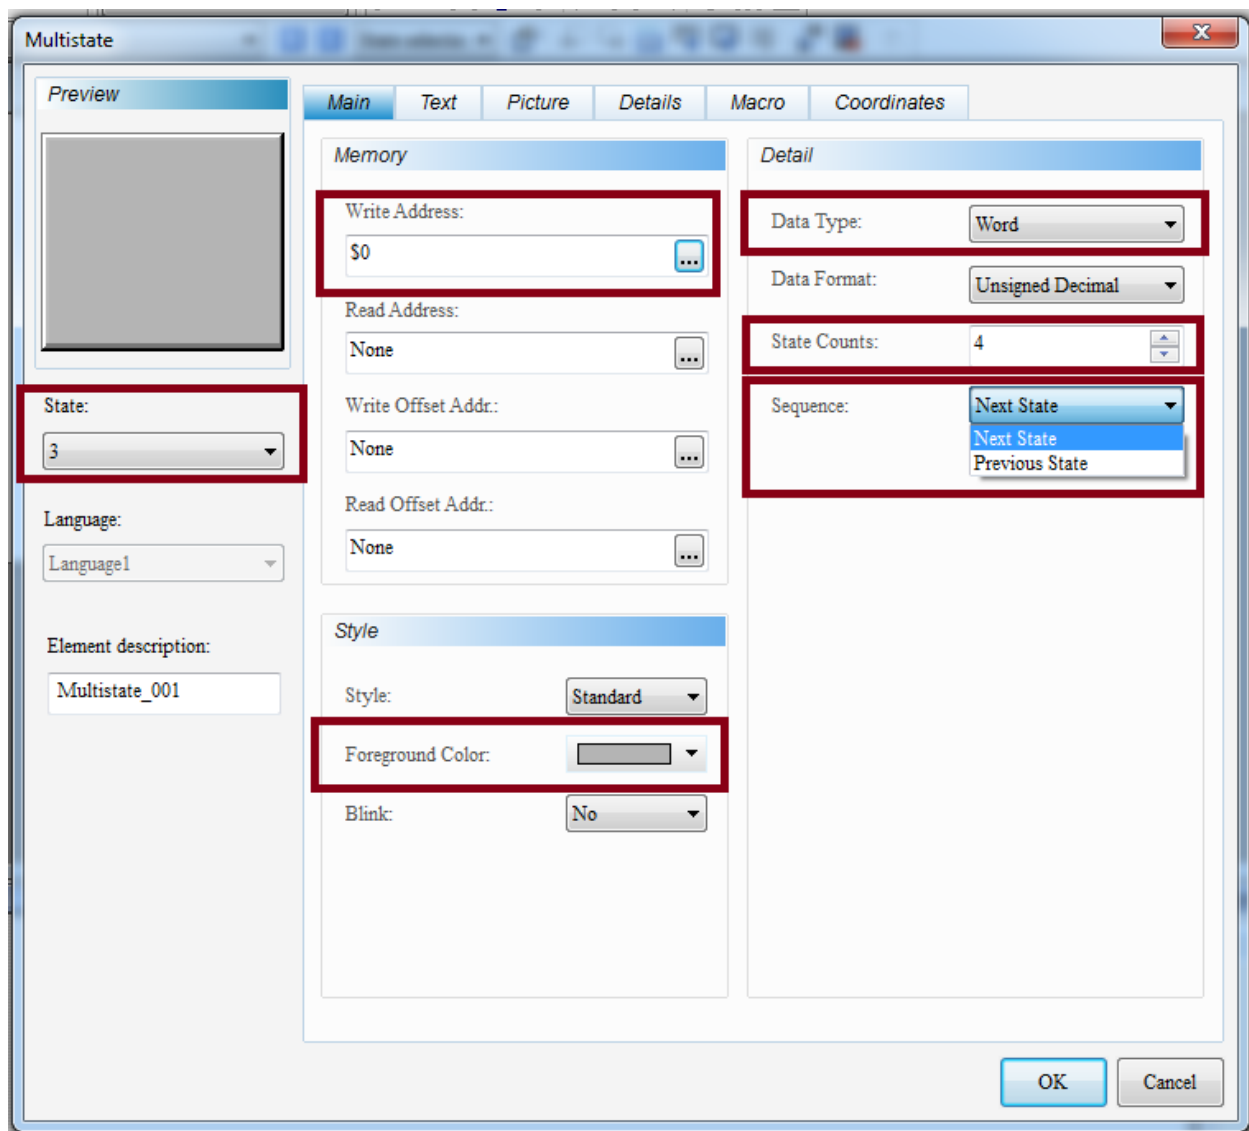 Multistate
Preview
Main Text Picture Details Macro Coordinates
Memory
Write Address:
$0
...
Read Address:
None
...
Write Offset Addr.:
None
...
Read Offset Addr.:
None
...
Detail
Data Type:
Word
Data Format:
Unsigned Decimal
State Counts:
4
Sequence:
Next State
Next State
Previous State
State:
3
Language:
Language1
Element description:
Multistate_001
Style
Style:
Standard
Foreground Color:
Blink:
No
OK
Cancel